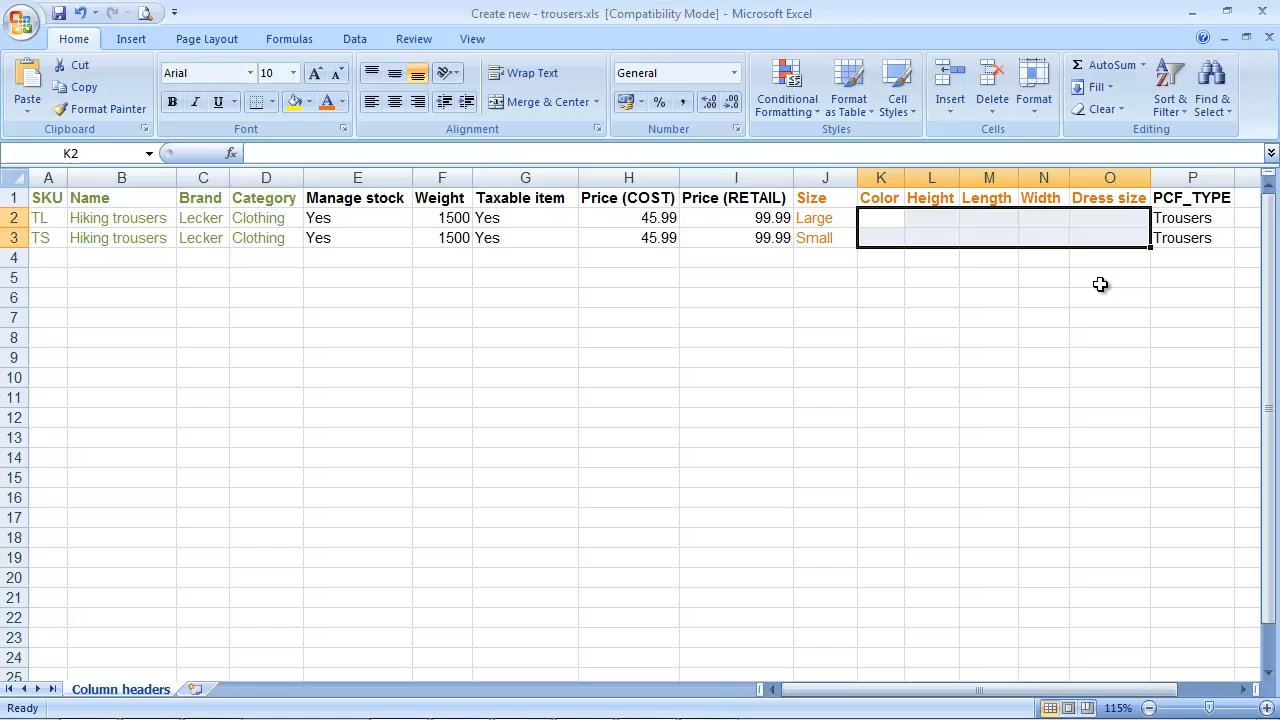 Create new - trousers.xls [Compatibility Mode] - Microsoft Excel
Home Insert Page Layout Formulas Data Review View
Paste Cut Copy Format Painter Clipboard
Arial 10 B I U Font
Wrap Text Merge & Center Alignment
General % , Number
Conditional Formatting Format as Table Cell Styles Styles
Insert Delete Format Cells
Σ AutoSum Fill Clear Sort & Filter Find & Select Editing
K2 fx
A B C D E F G H I J K L M N O P
1 SKU Name Brand Category Manage stock Weight Taxable item Price (COST) Price (RETAIL) Size Color Height Length Width Dress size PCF_TYPE
2 TL Hiking trousers Lecker Clothing Yes 1500 Yes 45.99 99.99 Large Trousers
3 TS Hiking trousers Lecker Clothing Yes 1500 Yes 45.99 99.99 Small Trousers
4
5
6
7
8
9
10
11
12
13
14
15
16
17
18
19
20
21
22
23
24
25
Column headers
Ready 115%